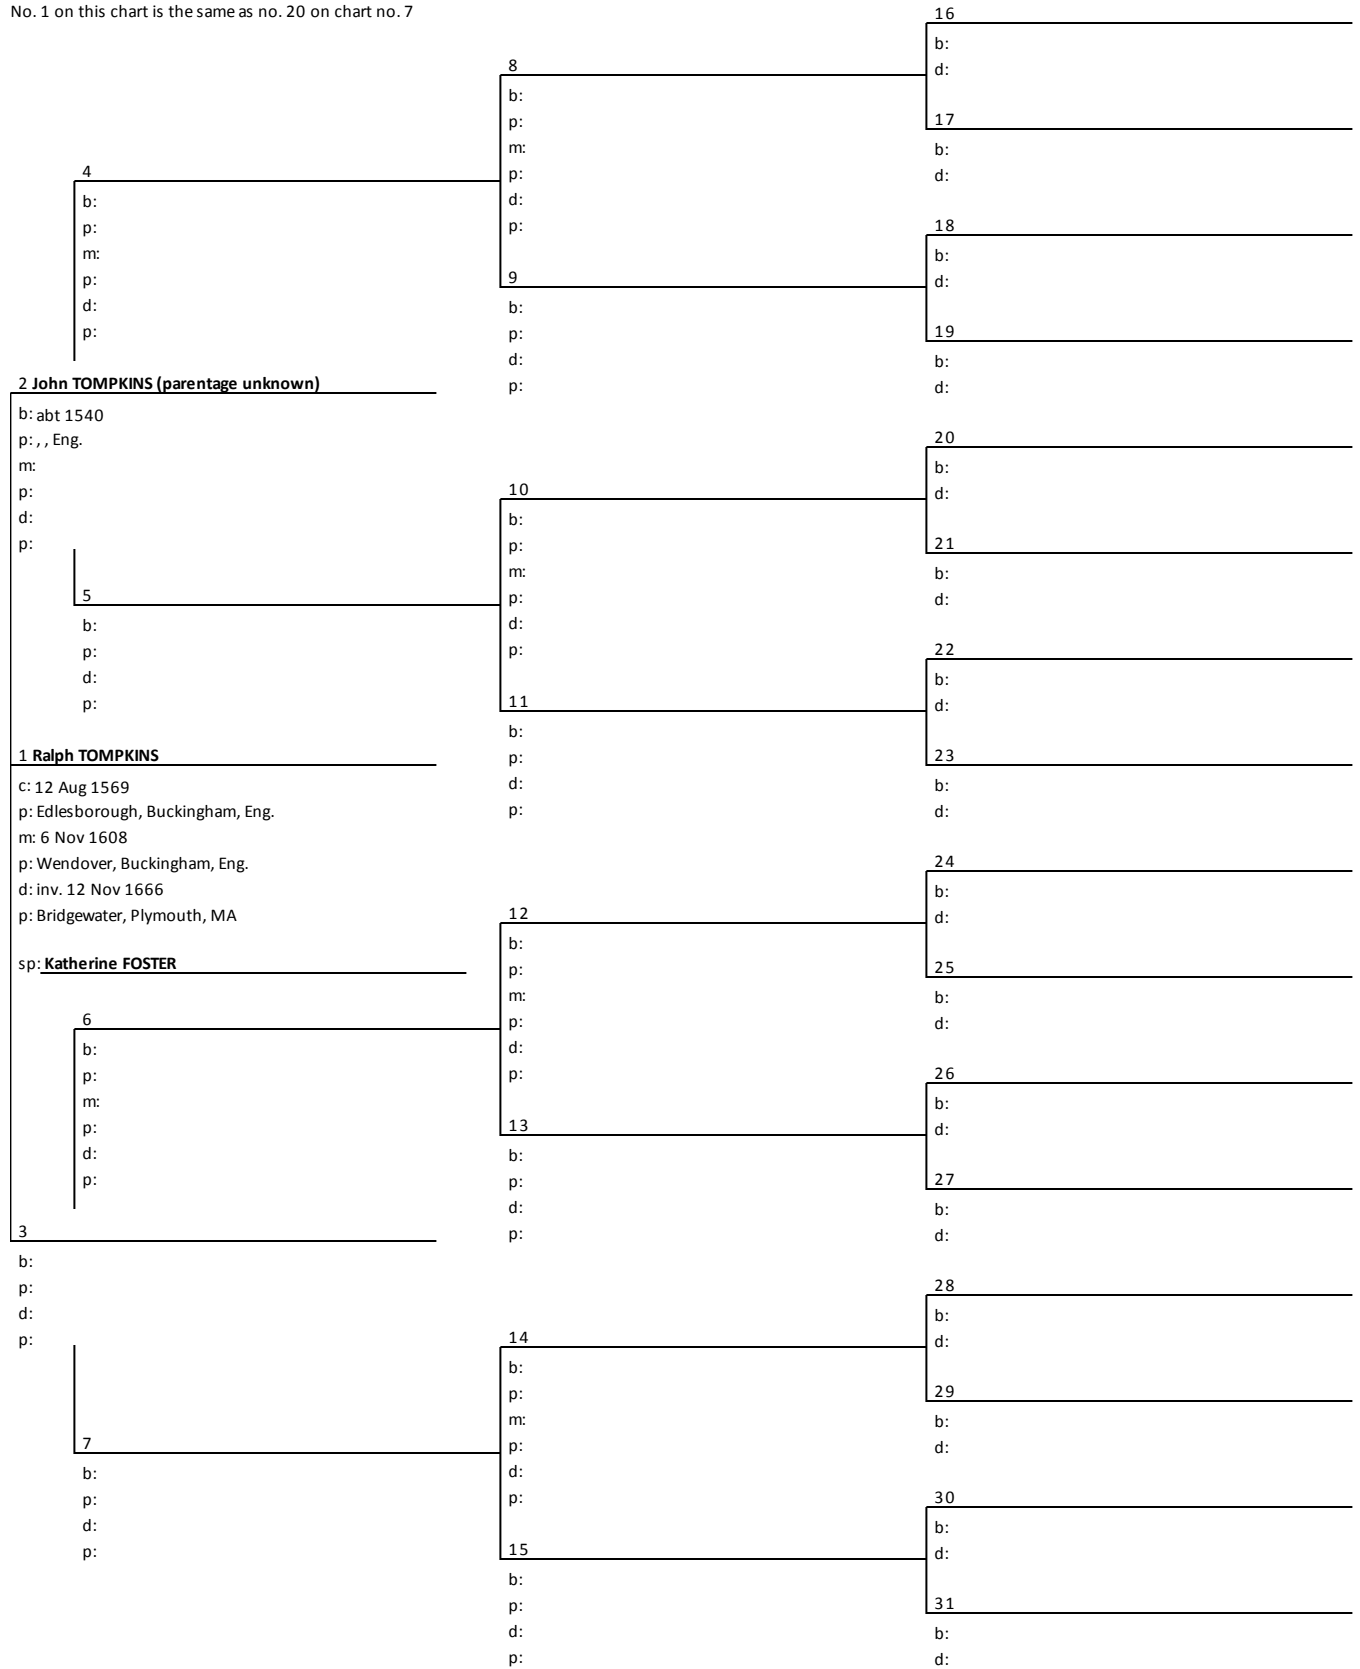 No. 1 on this chart is the same as no. 20 on chart no. 7
2 John TOMPKINS (parentage unknown)
b: abt 1540
p: , , Eng.
m:
p:
d:
p:
1 Ralph TOMPKINS
c: 12 Aug 1569
p: Edlesborough, Buckingham, Eng.
m: 6 Nov 1608
p: Wendover, Buckingham, Eng.
d: inv. 12 Nov 1666
p: Bridgewater, Plymouth, MA
sp: Katherine FOSTER
3
b:
p:
d:
p:
4
b:
p:
m:
p:
d:
p:
5
b:
p:
d:
p:
6
b:
p:
m:
p:
d:
p:
7
b:
p:
d:
p:
8
b:
p:
m:
p:
d:
p:
9
b:
p:
d:
p:
10
b:
p:
m:
p:
d:
p:
11
b:
p:
d:
p:
12
b:
p:
m:
p:
d:
p:
13
b:
p:
d:
p:
14
b:
p:
m:
p:
d:
p:
15
b:
p:
d:
p:
16
b:
d:
17
b:
d:
18
b:
d:
19
b:
d:
20
b:
d:
21
b:
d:
22
b:
d:
23
b:
d:
24
b:
d:
25
b:
d:
26
b:
d:
27
b:
d:
28
b:
d:
29
b:
d:
30
b:
d:
31
b:
d: